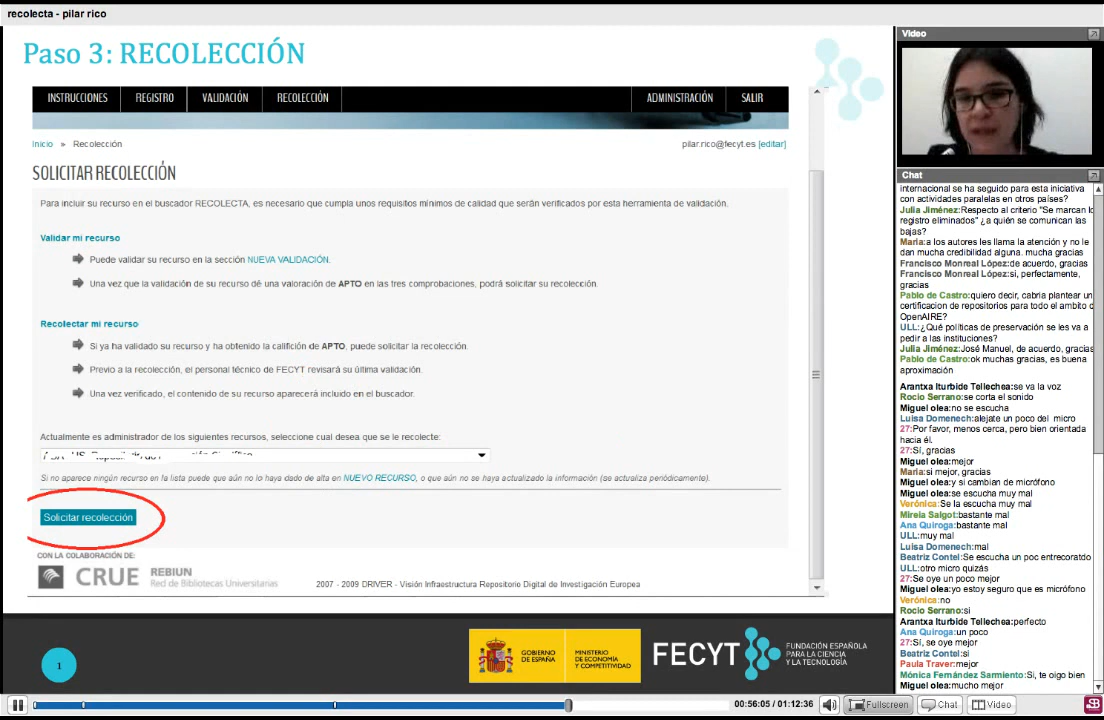 recolecta - pilar rico
Paso 3: RECOLECCIÓN
INSTRUCCIONES REGISTRO VALIDACIÓN RECOLECCIÓN ADMINISTRACIÓN SALIR
Inicio » Recolección pilar.rico@fecyt.es [editar]
SOLICITAR RECOLECCIÓN
Para incluir su recurso en el buscador RECOLECTA, es necesario que cumpla unos requisitos mínimos de calidad que serán verificados por esta herramienta de validación.
Validar mi recurso
Puede validar su recurso en la sección NUEVA VALIDACIÓN.
Una vez que la validación de su recurso dé una valoración de APTO en las tres comprobaciones, podrá solicitar su recolección.
Recolectar mi recurso
Si ya ha validado su recurso y ha obtenido la califición de APTO, puede solicitar la recolección.
Previo a la recolección, el personal técnico de FECYT revisará su última validación.
Una vez verificado, el contenido de su recurso aparecerá incluido en el buscador.
Actualmente es administrador de los siguientes recursos, seleccione cual desea que se le recolecte:
Si no aparece ningún recurso en la lista puede que aún no lo haya dado de alta en NUEVO RECURSO, o que aún no se haya actualizado la información (se actualiza periódicamente).
Solicitar recolección
CON LA COLABORACIÓN DE:
CRUE
REBIUN
Red de Bibliotecas Universitarias
2007 - 2009 DRIVER - Visión Infraestructura Repositorio Digital de Investigación Europea
1
GOBIERNO
DE ESPAÑA
MINISTERIO
DE ECONOMÍA
Y COMPETITIVIDAD
FECYT
FUNDACIÓN ESPAÑOLA
PARA LA CIENCIA
Y LA TECNOLOGÍA
Video
Chat
internacional se ha seguido para esta iniciativa
con actividades paralelas en otros países?
Julia Jiménez:Respecto al criterio "Se marcan lo
registro eliminados" ¿a quién se comunican las
bajas?
Maria:a los autores les llama la atención y no le
dan mucha credibilidad alguna. mucha gracias
Francisco Monreal López:de acuerdo, gracias
Francisco Monreal López:si, perfectamente,
gracias
Pablo de Castro:quiero decir, cabria plantear un
certificacion de repositorios para todo el ambito d
OpenAIRE?
ULL:¿Qué políticas de preservación se les va a
pedir a las instituciones?
Julia Jiménez:José Manuel, de acuerdo, gracias
Pablo de Castro:ok muchas gracias, es buena
aproximación
Arantxa Iturbide Tellechea:se va la voz
Rocio Serrano:se corta el sonido
Miguel olea:no se escucha
Luisa Domenech:alejate un poco del micro
27:Por favor, menos cerca, pero bien orientada
hacia él.
27:Sí, gracias
Miguel olea:mejor
Maria:si mejor, gracias
Miguel olea:y si cambian de micrófono
Miguel olea:se escucha muy mal
Verónica:Se la escucha muy mal
Mireia Salgot:bastante mal
Ana Quiroga:bastante mal
ULL:muy mal
Luisa Domenech:mal
Beatriz Contel:Se escucha un poc entrecoratdo
ULL:otro micro quizás
27:Se oye un poco mejor
Miguel olea:yo estoy seguro que es micrófono
Verónica:no
Rocio Serrano:si
Arantxa Iturbide Tellechea:perfecto
Ana Quiroga:un poco
27:Sí, se oye mejor
Beatriz Contel:si
Paula Traver:mejor
Mónica Fernández Sarmiento:Si, te oigo bien
Miguel olea:mucho mejor
00:56:05 / 01:12:36 Fullscreen Chat Video